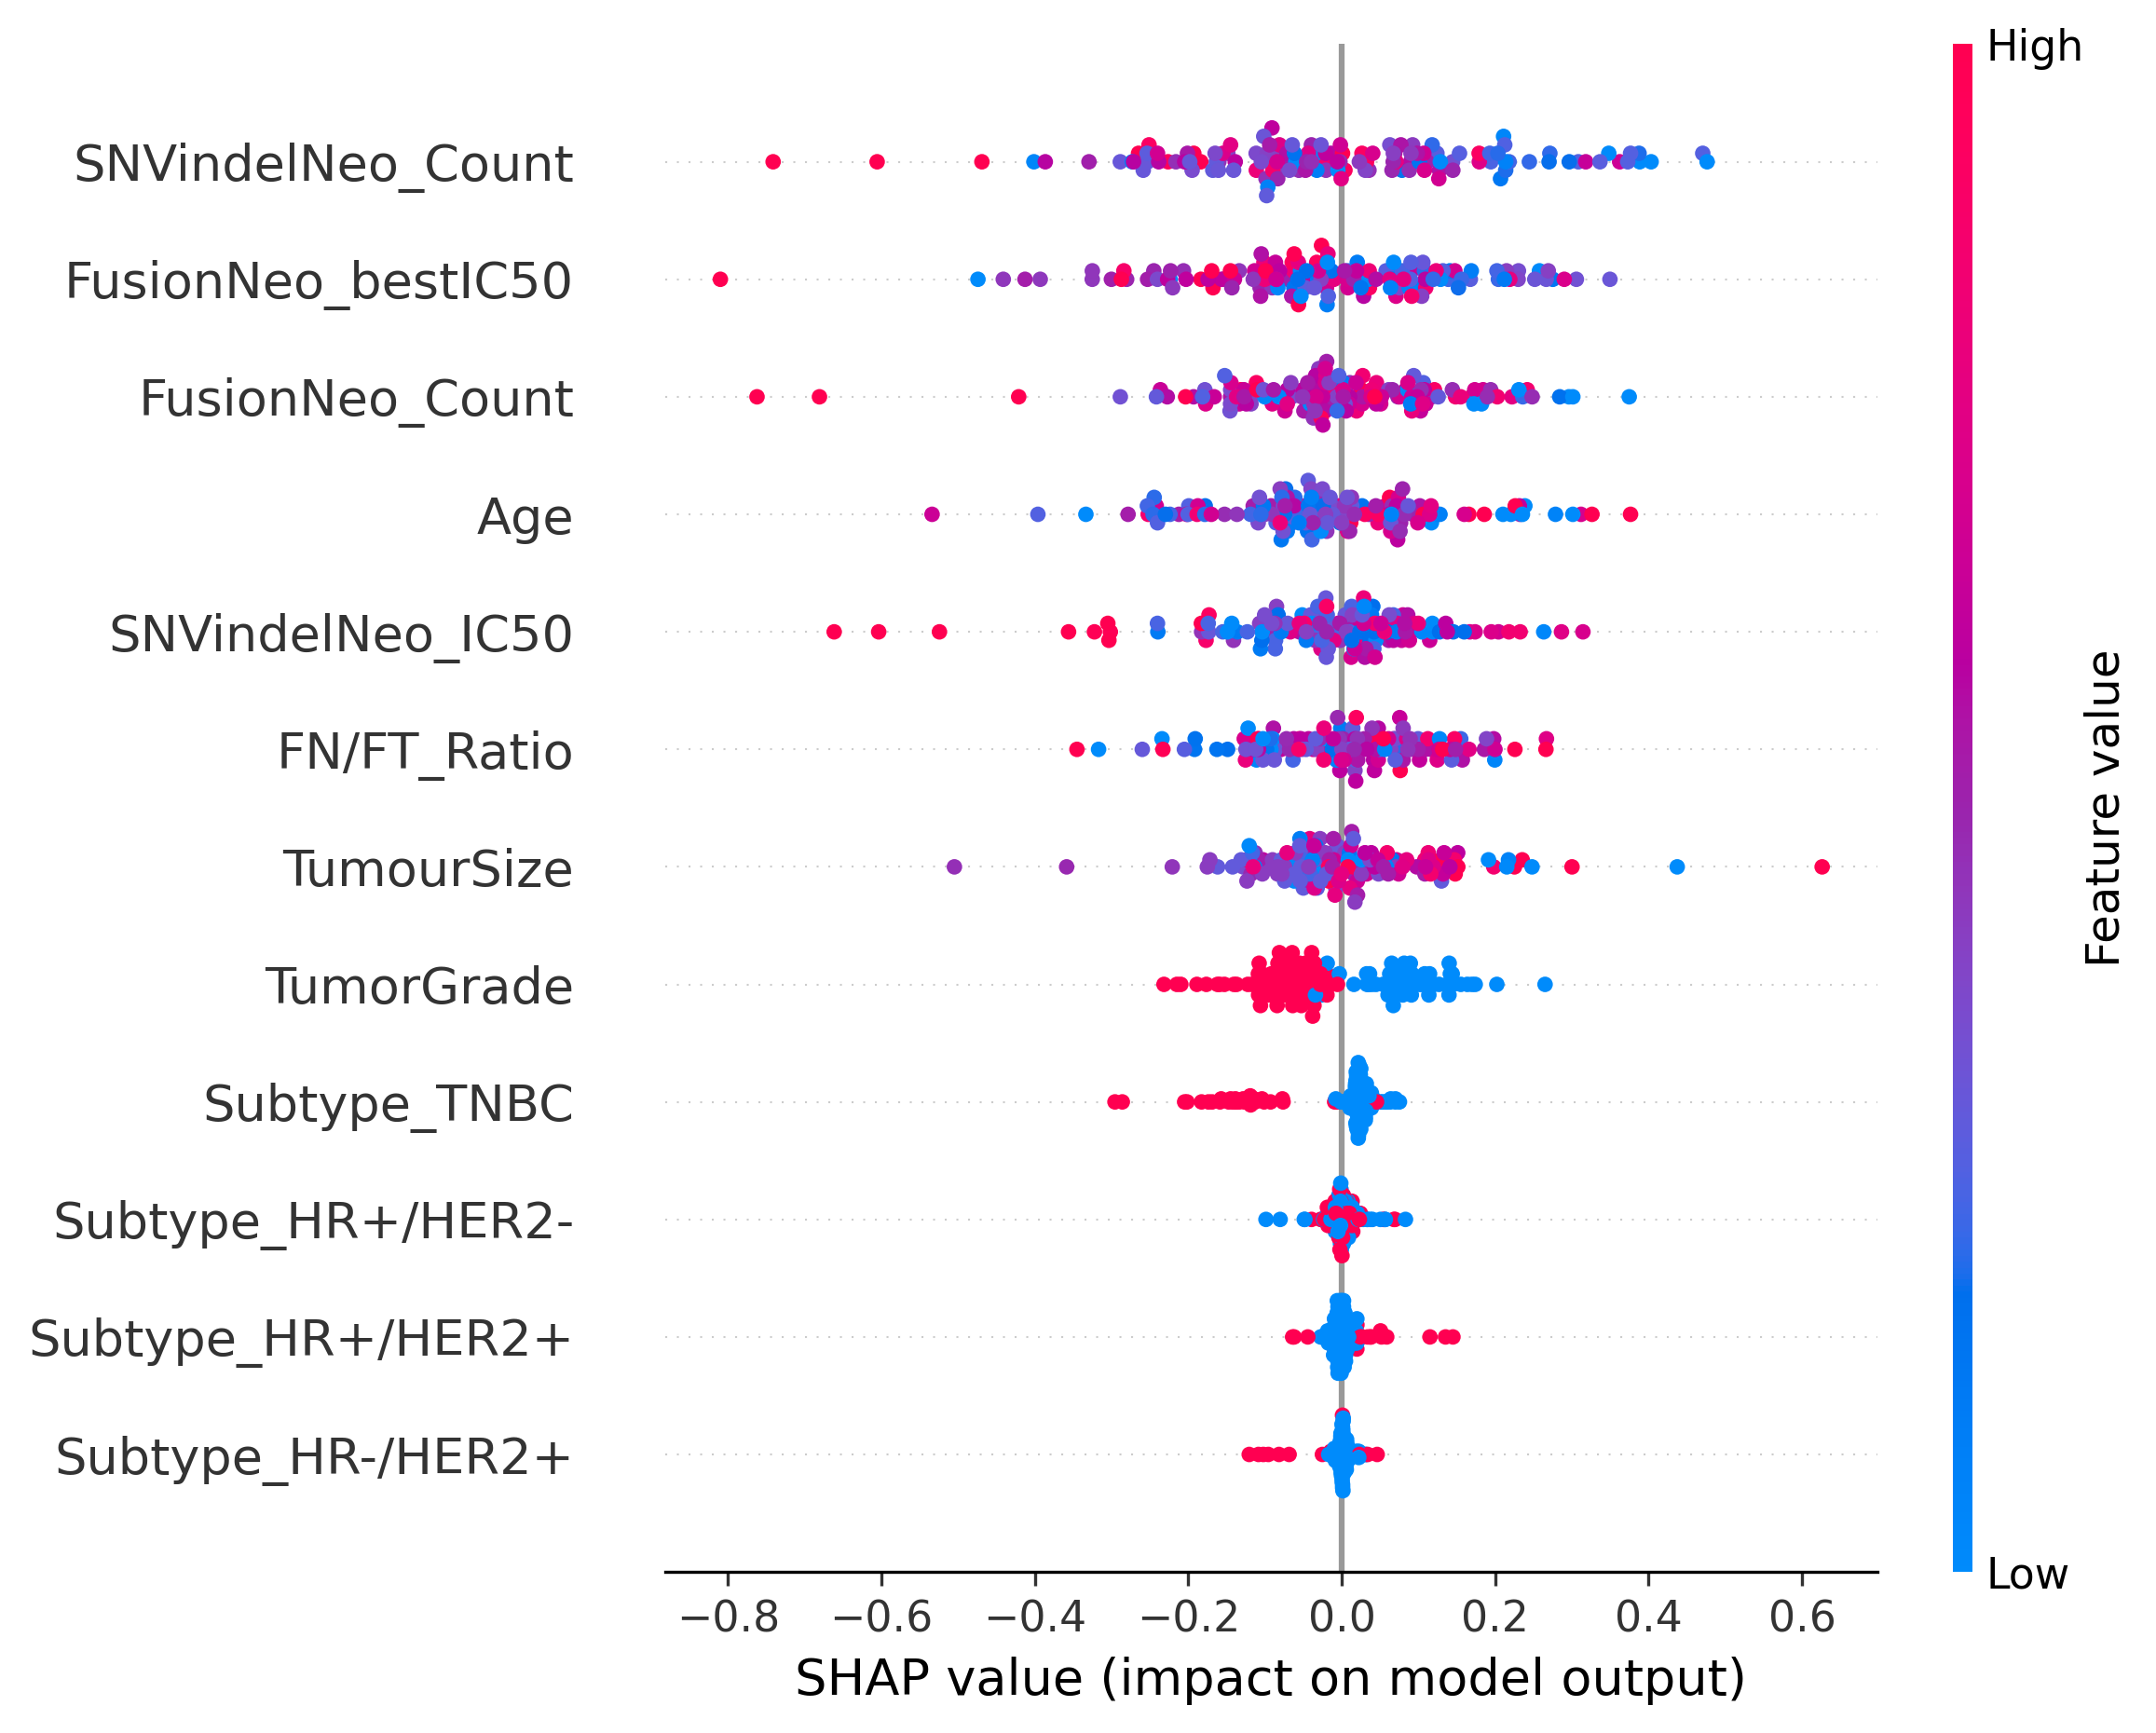 High
SNVindelNeo_Count
FusionNeo_bestIC50
FusionNeo_Count
Age
SNVindelNeo_IC50
FN/FT_Ratio
TumourSize
TumorGrade
Subtype_TNBC
Subtype_HR+/HER2-
Subtype_HR+/HER2+
Subtype_HR-/HER2+
Feature value
Low
−0.8 −0.6 −0.4 −0.2 0.0 0.2 0.4 0.6
SHAP value (impact on model output)